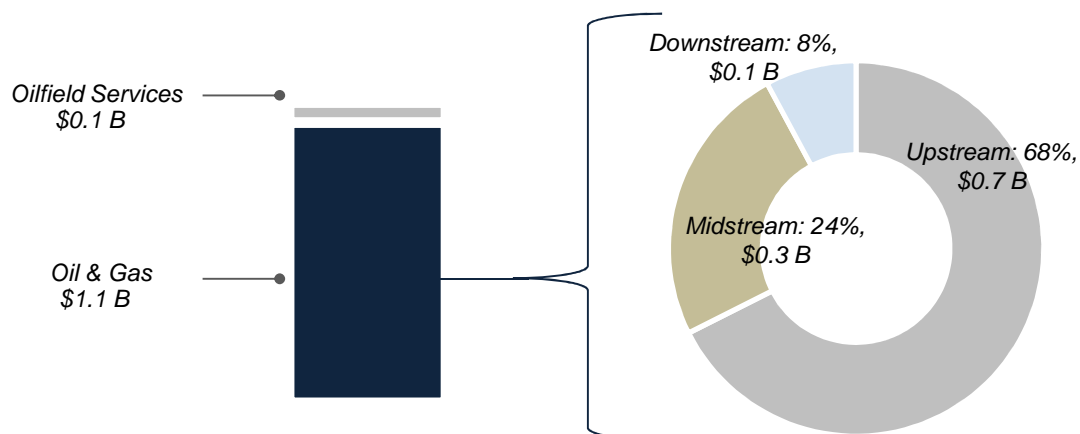 Downstream: 8%,
$0.1 B
Oilfield Services
$0.1 B
Upstream: 68%,
$0.7 B
Midstream: 24%,
$0.3 B
Oil & Gas
$1.1 B